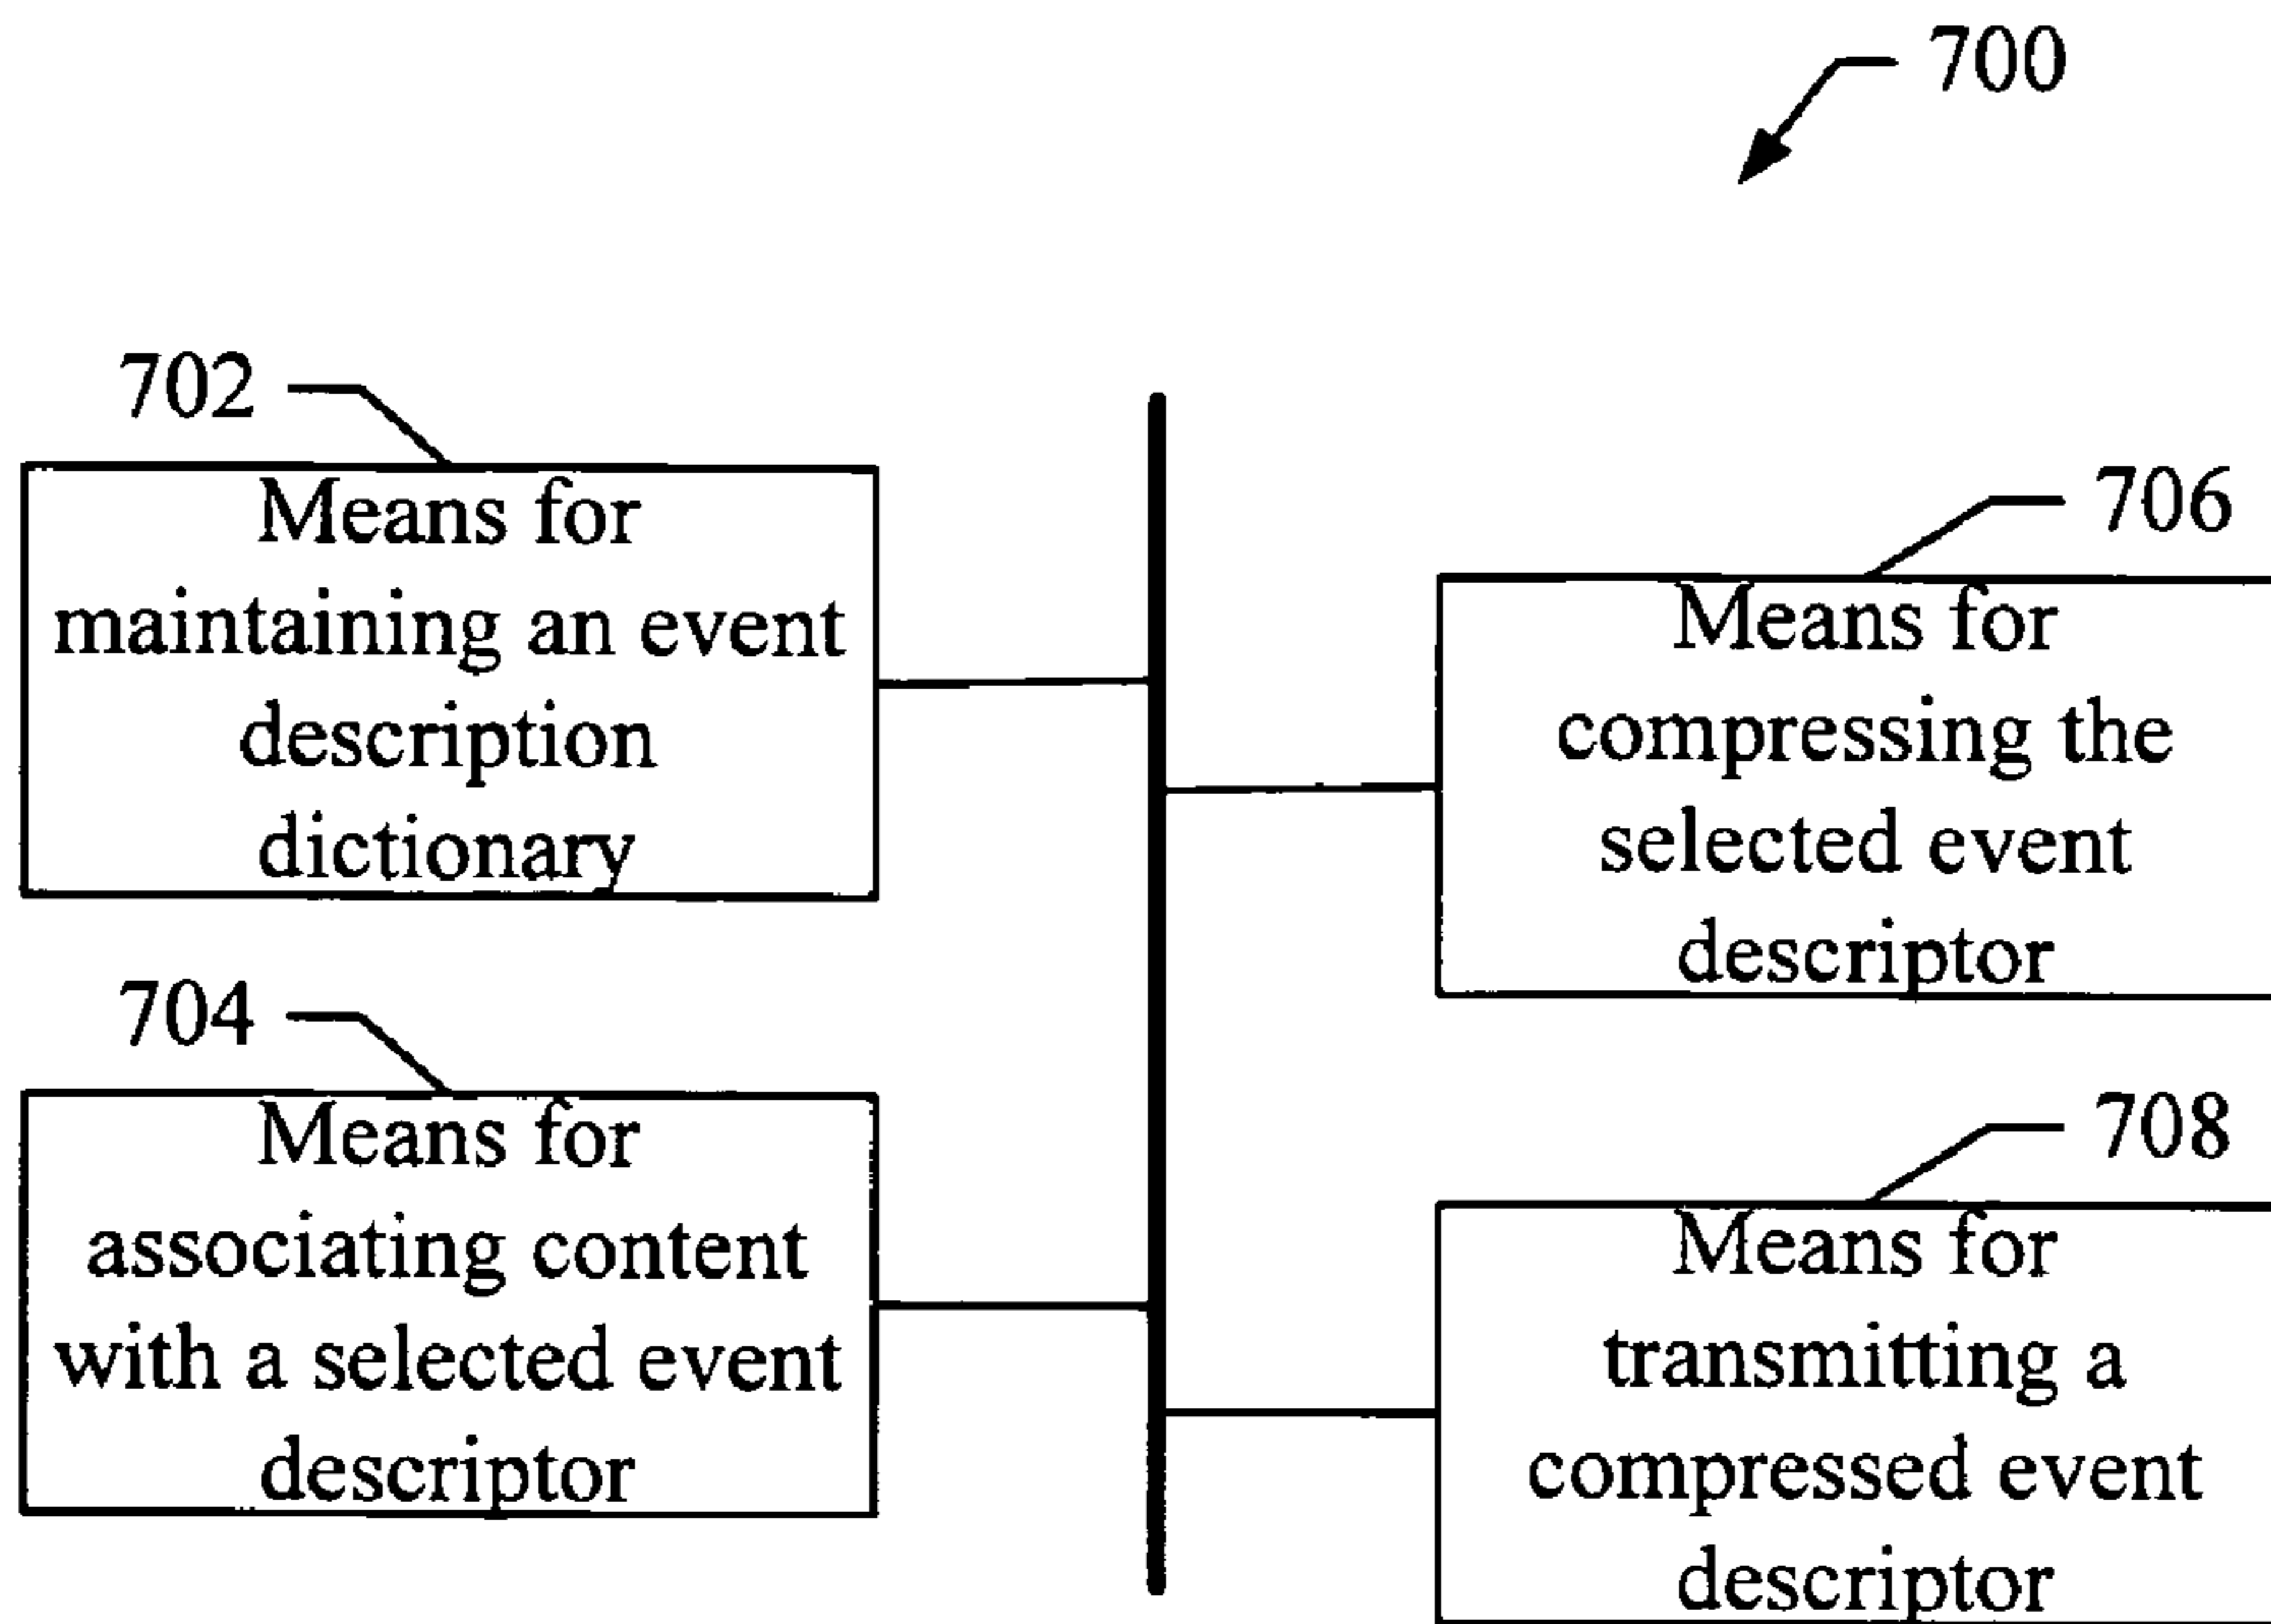 700
702
Means for
maintaining an event
description
dictionary
704
Means for
associating content
with a selected event
descriptor
706
Means for
compressing the
selected event
descriptor
708
Means for
transmitting a
compressed event
descriptor